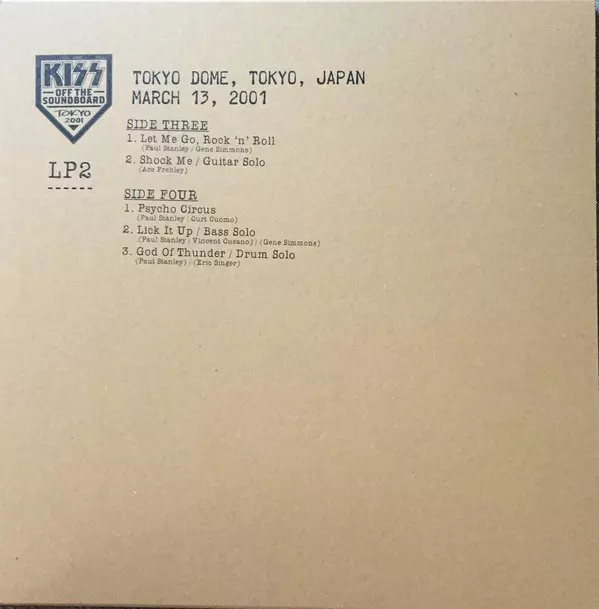 KISS
OFF THE
SOUNDBOARD
TOKYO
2001
LP2
TOKYO DOME, TOKYO, JAPAN
MARCH 13, 2001
SIDE THREE
1. Let Me Go, Rock 'n' Roll
(Paul Stanley / Gene Simmons)
2. Shock Me / Guitar Solo
(Ace Frehley)
SIDE FOUR
1. Psycho Circus
(Paul Stanley / Curt Cuomo)
2. Lick It Up / Bass Solo
(Paul Stanley / Vincent Cusano) / (Gene Simmons)
3. God Of Thunder / Drum Solo
(Paul Stanley) / (Eric Singer)